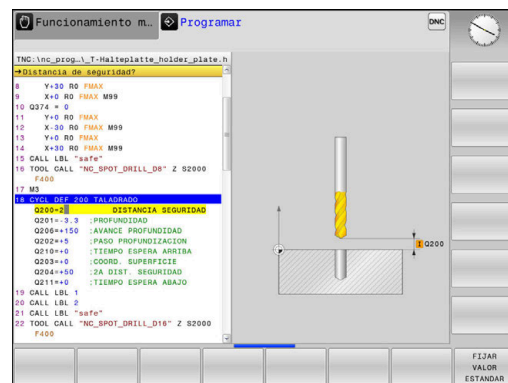 Funcionamiento m…
Programar
DNC
TNC:\nc_prog…\_T-Halteplatte_holder_plate.h
→Distancia de seguridad?
8 Y+30 R0 FMAX
9 X+0 R0 FMAX M99
10 Q374 = 0
11 Y+0 R0 FMAX
12 X-30 R0 FMAX M99
13 Y+0 R0 FMAX
14 X+30 R0 FMAX M99
15 CALL LBL "safe"
16 TOOL CALL "NC_SPOT_DRILL_D8" Z S2000
F400
17 M3
18 CYCL DEF 200 TALADRADO
Q200=2 DISTANCIA SEGURIDAD
Q201=-3.3 ;PROFUNDIDAD
Q206=+150 ;AVANCE PROFUNDIDAD
Q202=+5 ;PASO PROFUNDIZACION
Q210=+0 ;TIEMPO ESPERA ARRIBA
Q203=+0 ;COORD. SUPERFICIE
Q204=+50 ;2A DIST. SEGURIDAD
Q211=+0 ;TIEMPO ESPERA ABAJO
19 CALL LBL 1
20 CALL LBL 2
21 CALL LBL "safe"
22 TOOL CALL "NC_SPOT_DRILL_D16" Z S2000
F400
I Q200
FIJAR
VALOR
ESTANDAR